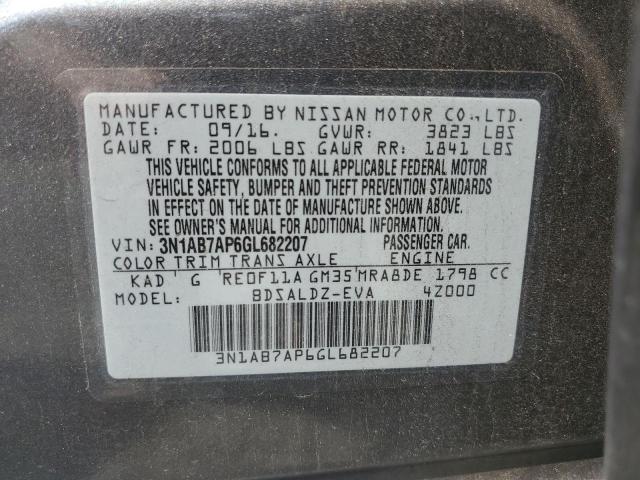 MANUFACTURED BY NISSAN MOTOR CO.,LTD.
DATE: 09/16. GVWR: 3823 LBS
GAWR FR: 2006 LBS GAWR RR: 1841 LBS
THIS VEHICLE CONFORMS TO ALL APPLICABLE FEDERAL MOTOR
VEHICLE SAFETY, BUMPER AND THEFT PREVENTION STANDARDS
IN EFFECT ON THE DATE OF MANUFACTURE SHOWN ABOVE.
SEE OWNER'S MANUAL FOR ADDITIONAL INFORMATION.
VIN: 3N1AB7AP6GL682207 PASSENGER CAR.
COLOR TRIM TRANS AXLE ENGINE
KAD G RE0F11A GM35 MRA8DE 1798 CC
MODEL: BDSALDZ-EVA 4Z000
3N1AB7AP6GL682207